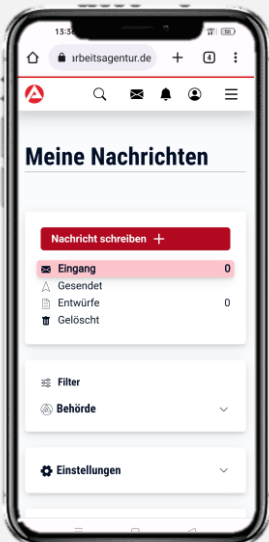 rbeitsagentur.de + 4
Meine Nachrichten
Nachricht schreiben +
Eingang 0
Gesendet
Entwürfe 0
Gelöscht
Filter
Behörde
Einstellungen